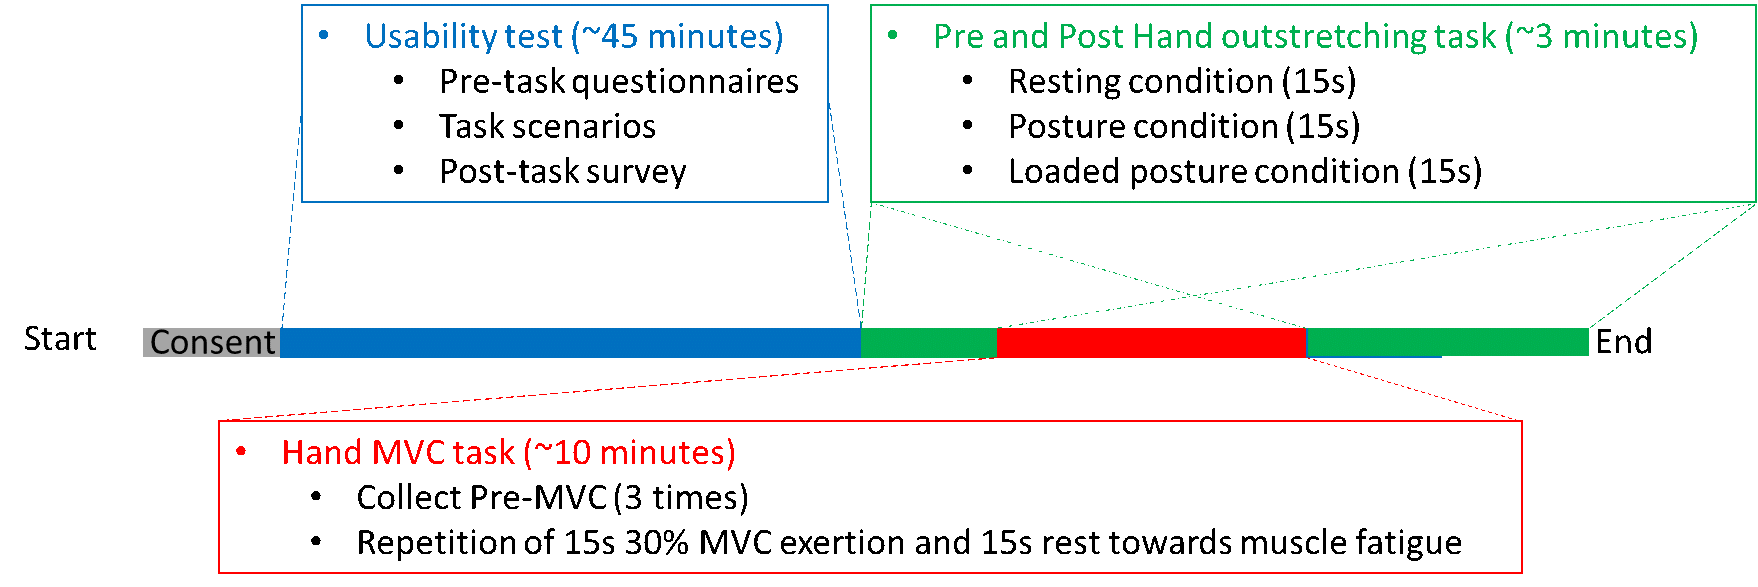 • Usability test (~45 minutes)
• Pre-task questionnaires
• Task scenarios
• Post-task survey
• Pre and Post Hand outstretching task (~3 minutes)
• Resting condition (15s)
• Posture condition (15s)
• Loaded posture condition (15s)
Start
Consent
End
• Hand MVC task (~10 minutes)
• Collect Pre-MVC (3 times)
• Repetition of 15s 30% MVC exertion and 15s rest towards muscle fatigue